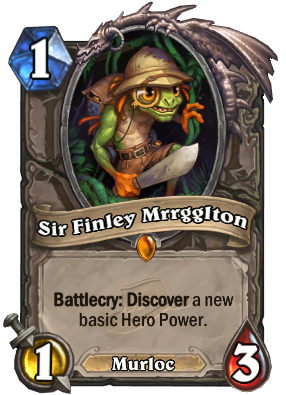 1
Sir Finley Mrrgglton
Battlecry: Discover a new
basic Hero Power.
1
Murloc
3